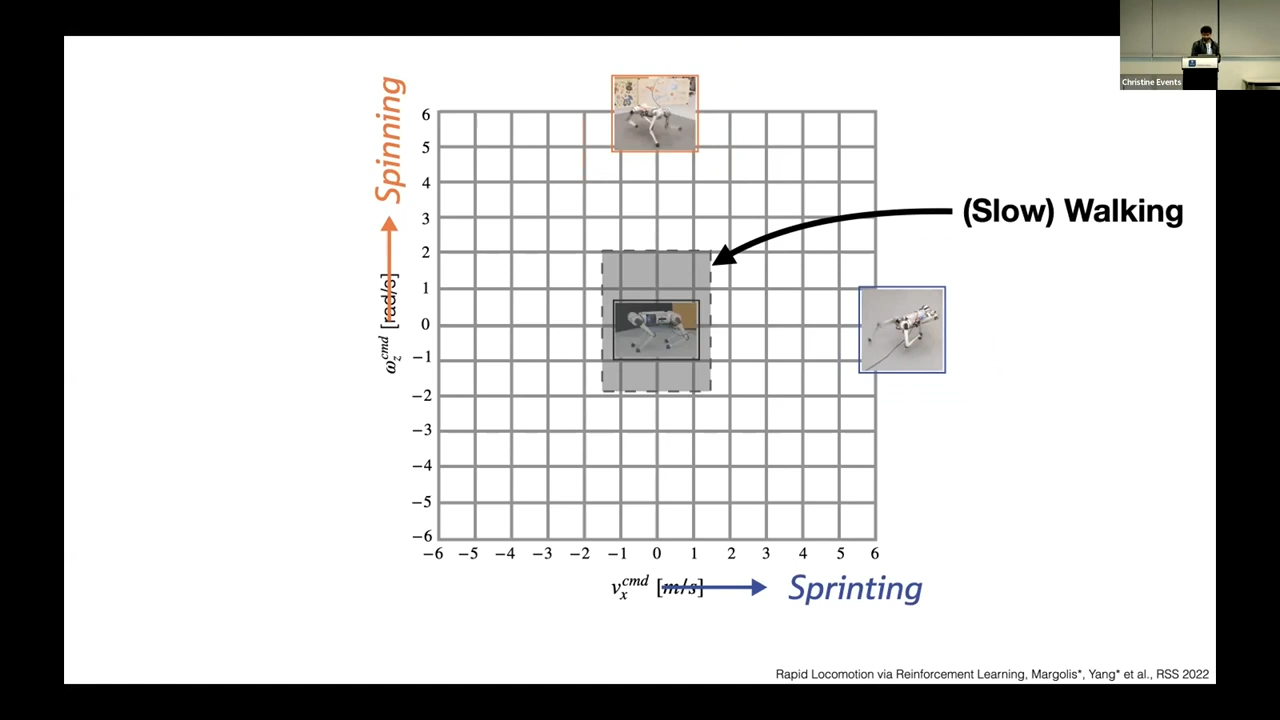 Christine Events
Spinning
6
5
4
3
2
1
0
−1
−2
−3
−4
−5
−6
ω_z^{cmd} [rad/s]
(Slow) Walking
−6 −5 −4 −3 −2 −1 0 1 2 3 4 5 6
v_x^{cmd} [m/s]
Sprinting
Rapid Locomotion via Reinforcement Learning, Margolis*, Yang* et al., RSS 2022